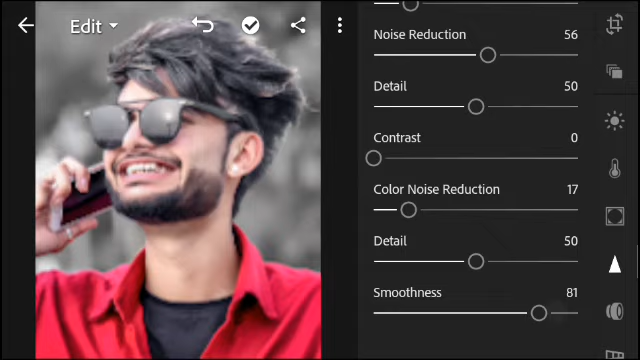 Edit
Noise Reduction 56
Detail 50
Contrast 0
Color Noise Reduction 17
Detail 50
Smoothness 81